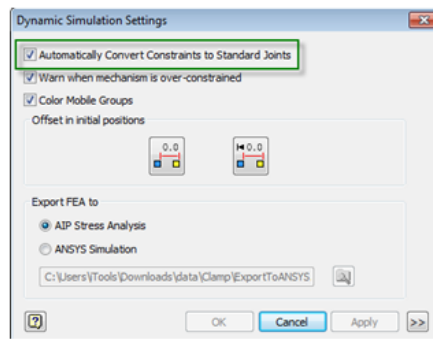 Dynamic Simulation Settings
Automatically Convert Constraints to Standard Joints
Warn when mechanism is over-constrained
Color Mobile Groups
Offset in initial positions
0.0
0.0
Export FEA to
AIP Stress Analysis
ANSYS Simulation
C:\Users\iTools\Downloads\data\Clamp\ExportToANSYS
OK Cancel Apply >>